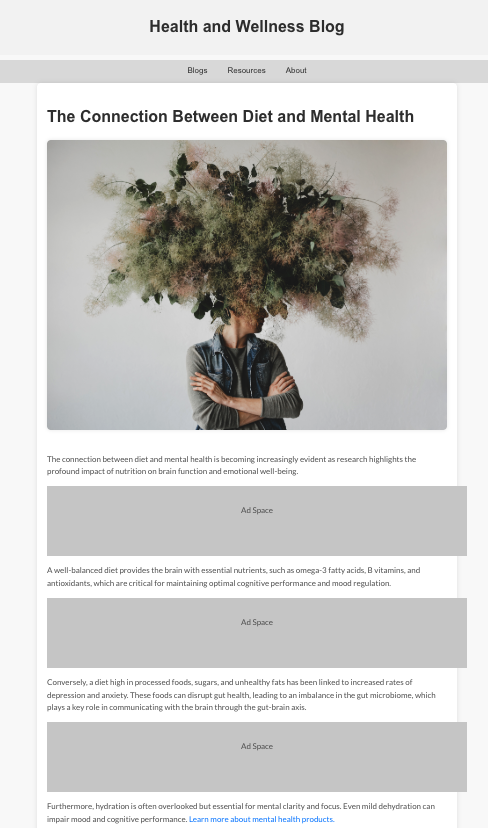 Health and Wellness Blog
Blogs Resources About
The Connection Between Diet and Mental Health
The connection between diet and mental health is becoming increasingly evident as research highlights the
profound impact of nutrition on brain function and emotional well-being.
Ad Space
A well-balanced diet provides the brain with essential nutrients, such as omega-3 fatty acids, B vitamins, and
antioxidants, which are critical for maintaining optimal cognitive performance and mood regulation.
Ad Space
Conversely, a diet high in processed foods, sugars, and unhealthy fats has been linked to increased rates of
depression and anxiety. These foods can disrupt gut health, leading to an imbalance in the gut microbiome, which
plays a key role in communicating with the brain through the gut-brain axis.
Ad Space
Furthermore, hydration is often overlooked but essential for mental clarity and focus. Even mild dehydration can
impair mood and cognitive performance. Learn more about mental health products.